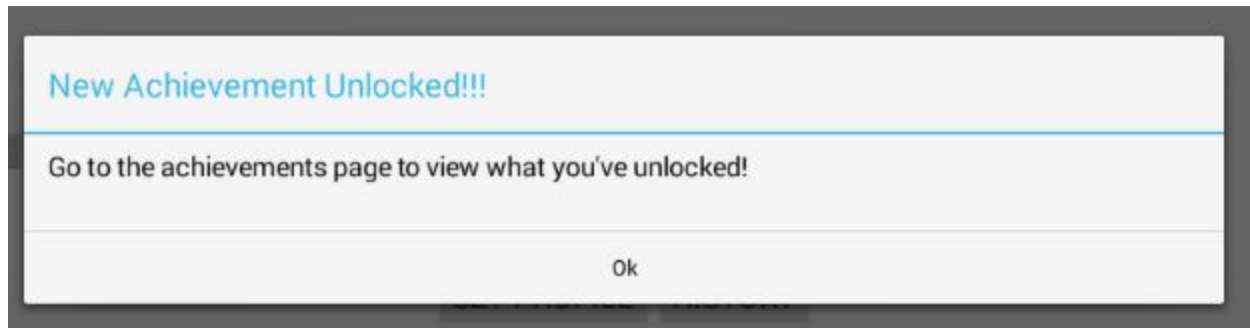 New Achievement Unlocked!!!
Go to the achievements page to view what you've unlocked!
Ok